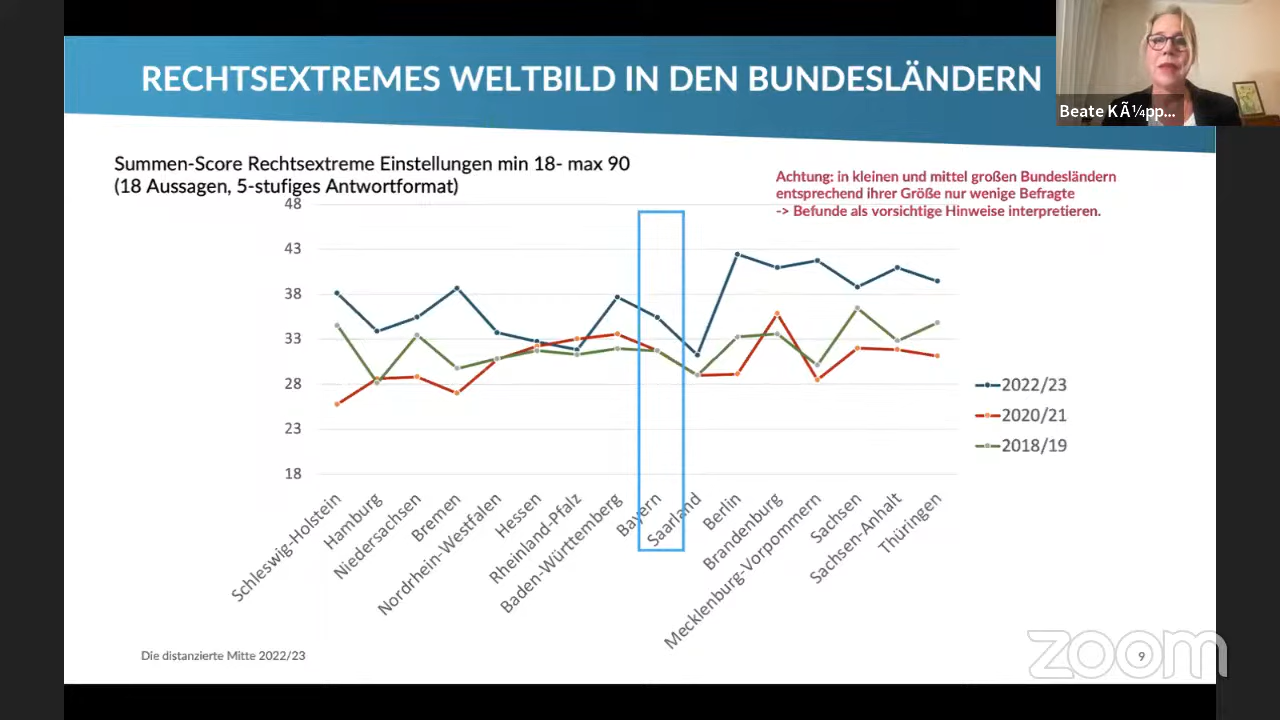 RECHTSEXTREMES WELTBILD IN DEN BUNDESLÄNDERN
Beate KÃ¼pp...
Summen-Score Rechtsextreme Einstellungen min 18- max 90
(18 Aussagen, 5-stufiges Antwortformat)
Achtung: in kleinen und mittel großen Bundesländern
entsprechend ihrer Größe nur wenige Befragte
-> Befunde als vorsichtige Hinweise interpretieren.
48
43
38
33
28
23
18
2022/23
2020/21
2018/19
Schleswig-Holstein
Hamburg
Niedersachsen
Bremen
Nordrhein-Westfalen
Hessen
Rheinland-Pfalz
Baden-Württemberg
Bayern
Saarland
Berlin
Brandenburg
Mecklenburg-Vorpommern
Sachsen
Sachsen-Anhalt
Thüringen
Die distanzierte Mitte 2022/23
9
zoom